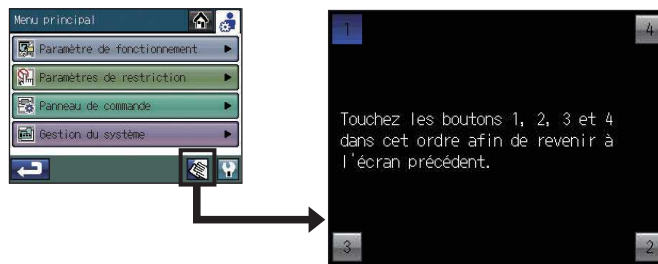 Menu principal
Paramètre de fonctionnement
Paramètres de restriction
Panneau de commande
Gestion du système
1
4
Touchez les boutons 1, 2, 3 et 4
dans cet ordre afin de revenir à
l'écran précédent.
3
2